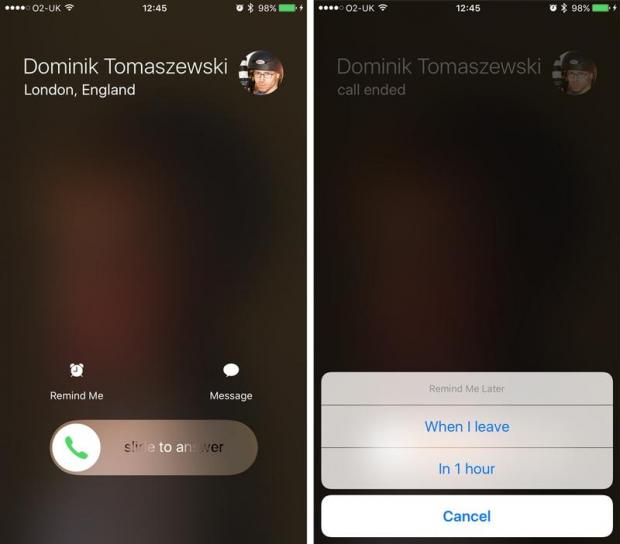 O2-UK 12:45 98%
Dominik Tomaszewski
London, England
Remind Me Message
slide to answer
O2-UK 12:45 98%
Dominik Tomaszewski
call ended
Remind Me Later
When I leave
In 1 hour
Cancel